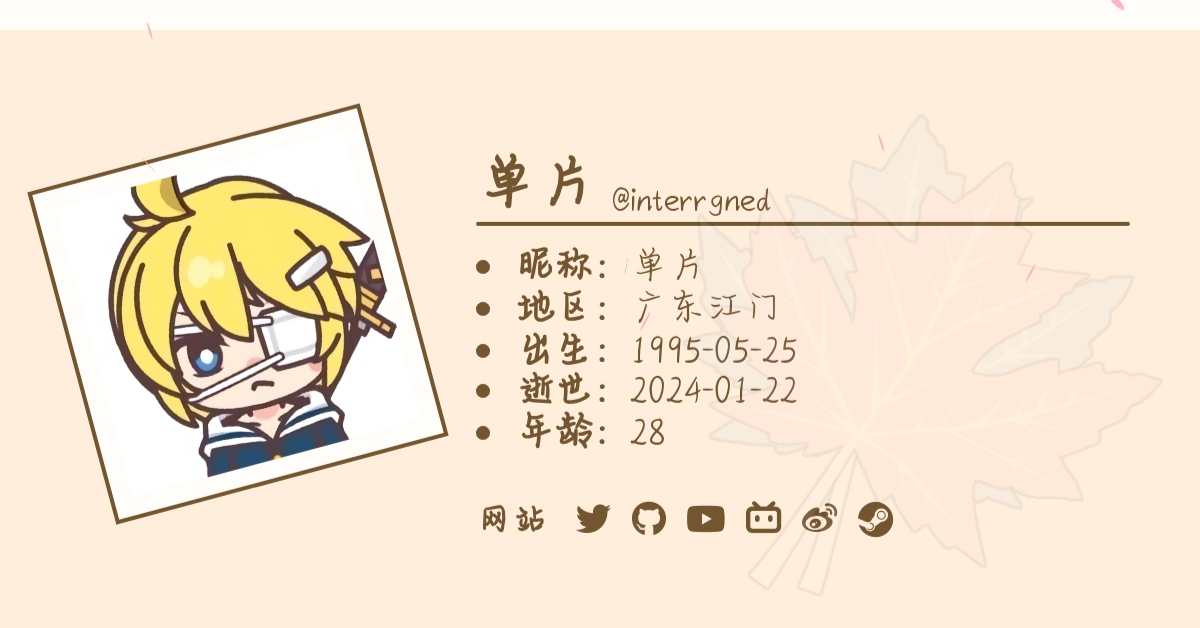 单片 @interrgned
昵称：单片
地区：广东江门
出生：1995-05-25
逝世：2024-01-22
年龄：28
网站